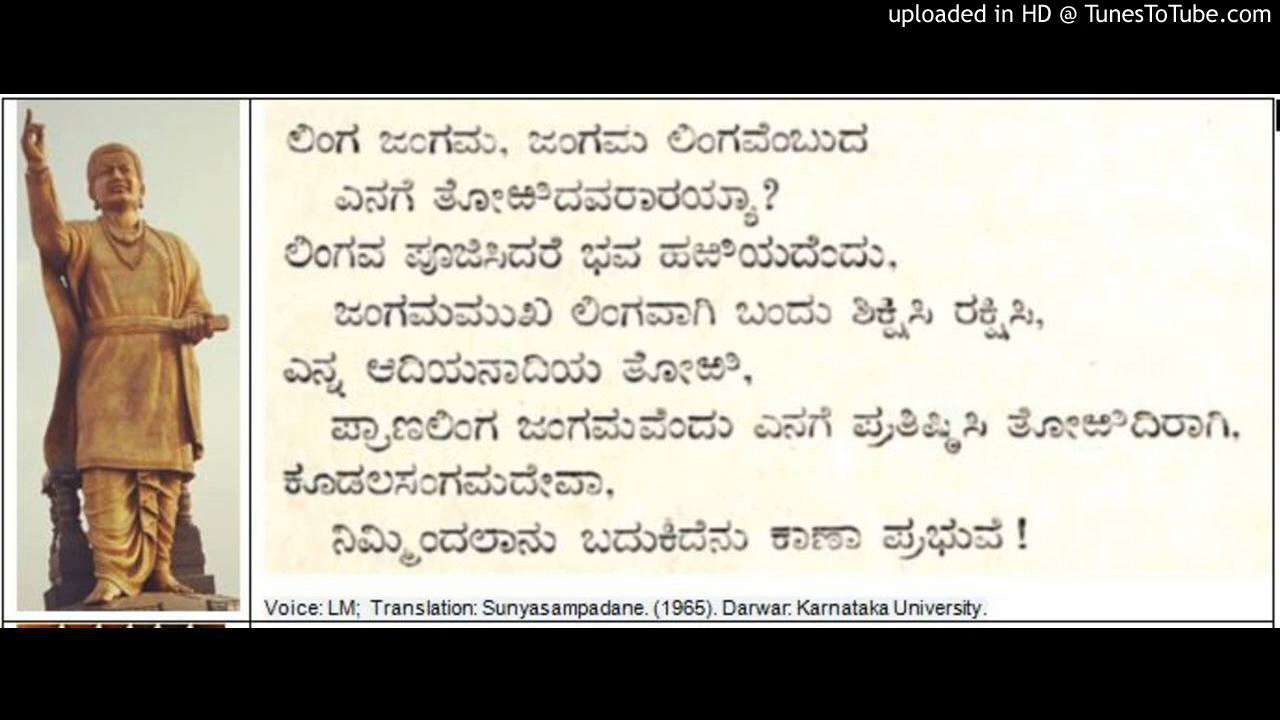 uploaded in HD @ TunesToTube.com
ಲಿಂಗ ಜಂಗಮ, ಜಂಗಮ ಲಿಂಗವೆಂಬುದ
ಎನಗೆ ತೋಱಿದವರಾರಯ್ಯಾ?
ಲಿಂಗವ ಪೂಜಿಸಿದರೆ ಭವ ಹಱಿಯದೆಂದು,
ಜಂಗಮಮುಖ ಲಿಂಗವಾಗಿ ಬಂದು ಶಿಕ್ಷಿಸಿ ರಕ್ಷಿಸಿ,
ಎನ್ನ ಆದಿಯನಾದಿಯ ತೋಱಿ,
ಪ್ರಾಣಲಿಂಗ ಜಂಗಮವೆಂದು ಎನಗೆ ಪ್ರತಿಷ್ಠಿಸಿ ತೋಱಿದಿರಾಗಿ,
ಕೂಡಲಸಂಗಮದೇವಾ,
ನಿಮ್ಮಿಂದಲಾನು ಬದುಕಿದೆನು ಕಾಣಾ ಪ್ರಭುವೆ !
Voice: LM; Translation: Sunyasampadane. (1965). Darwar: Karnataka University.